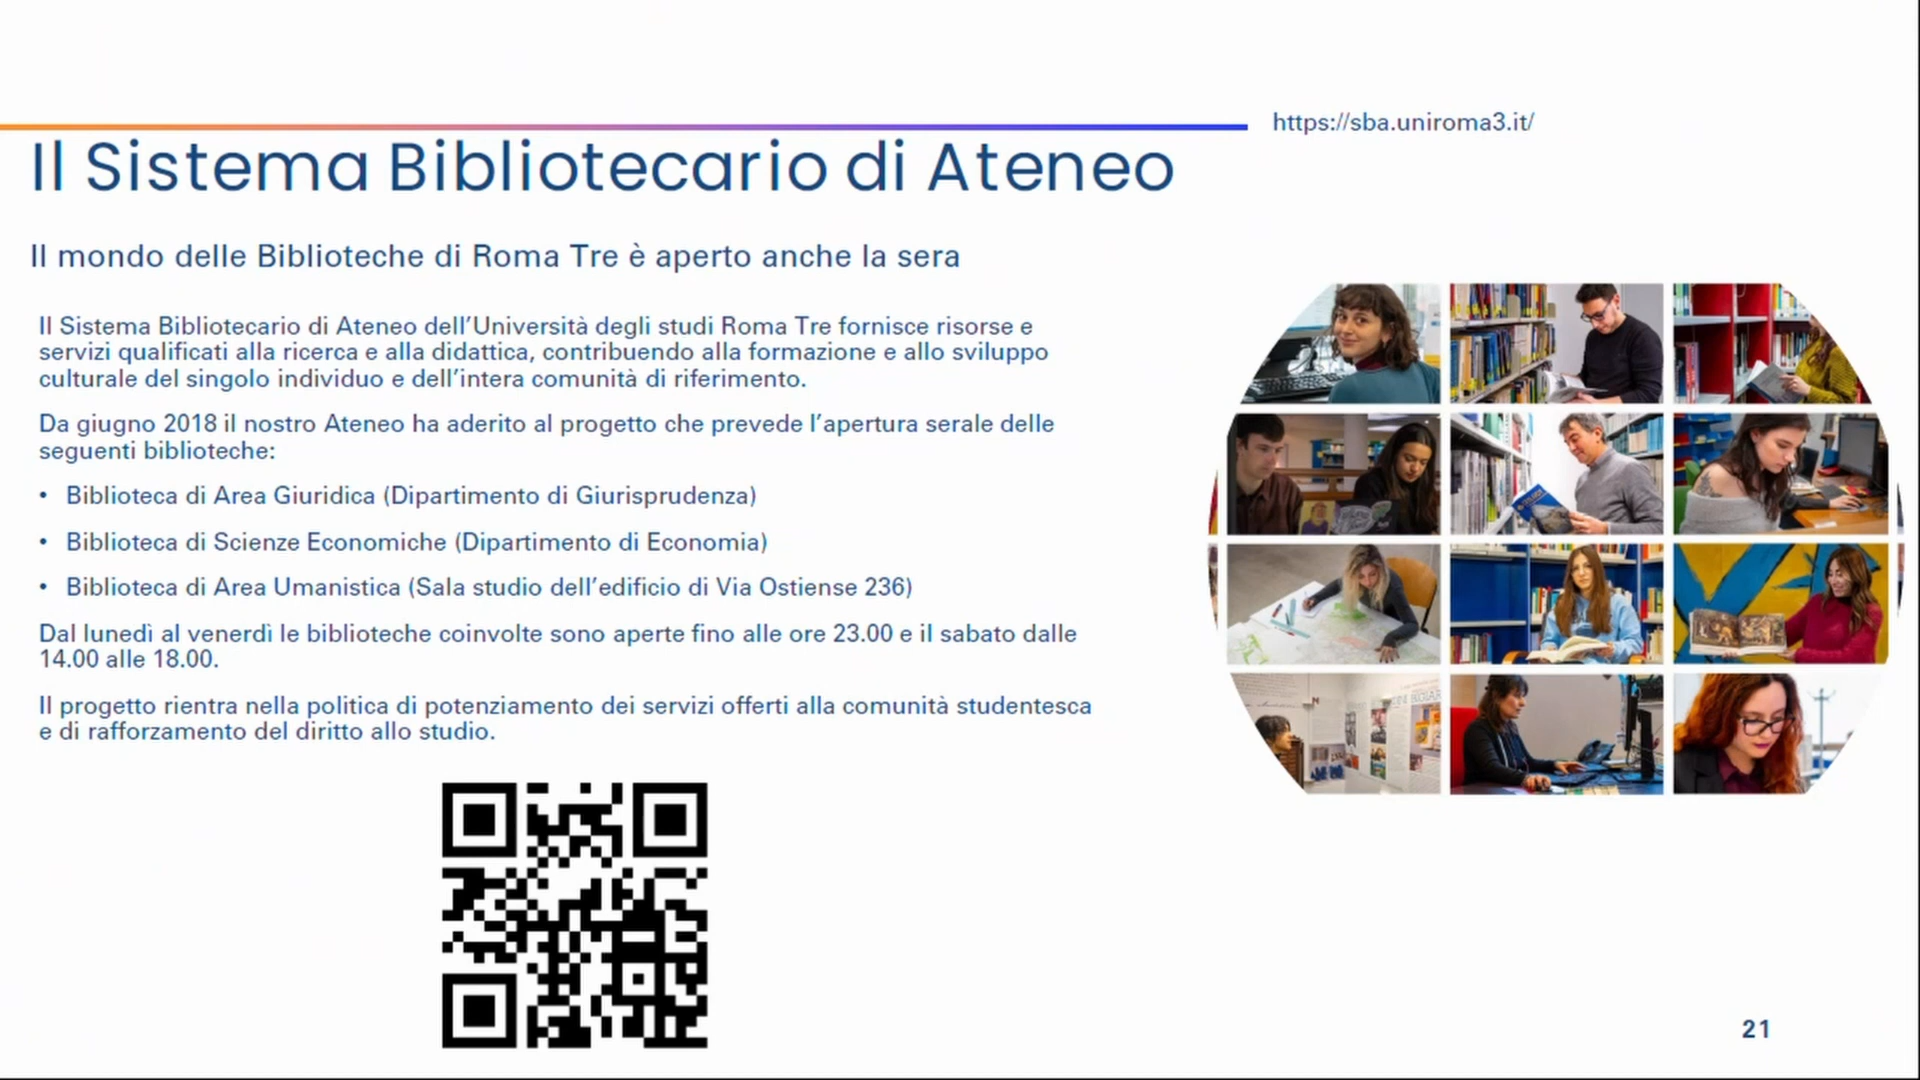 https://sba.uniroma3.it/
Il Sistema Bibliotecario di Ateneo
Il mondo delle Biblioteche di Roma Tre è aperto anche la sera
Il Sistema Bibliotecario di Ateneo dell’Università degli studi Roma Tre fornisce risorse e
servizi qualificati alla ricerca e alla didattica, contribuendo alla formazione e allo sviluppo
culturale del singolo individuo e dell’intera comunità di riferimento.
Da giugno 2018 il nostro Ateneo ha aderito al progetto che prevede l’apertura serale delle
seguenti biblioteche:
• Biblioteca di Area Giuridica (Dipartimento di Giurisprudenza)
• Biblioteca di Scienze Economiche (Dipartimento di Economia)
• Biblioteca di Area Umanistica (Sala studio dell’edificio di Via Ostiense 236)
Dal lunedì al venerdì le biblioteche coinvolte sono aperte fino alle ore 23.00 e il sabato dalle
14.00 alle 18.00.
Il progetto rientra nella politica di potenziamento dei servizi offerti alla comunità studentesca
e di rafforzamento del diritto allo studio.
21